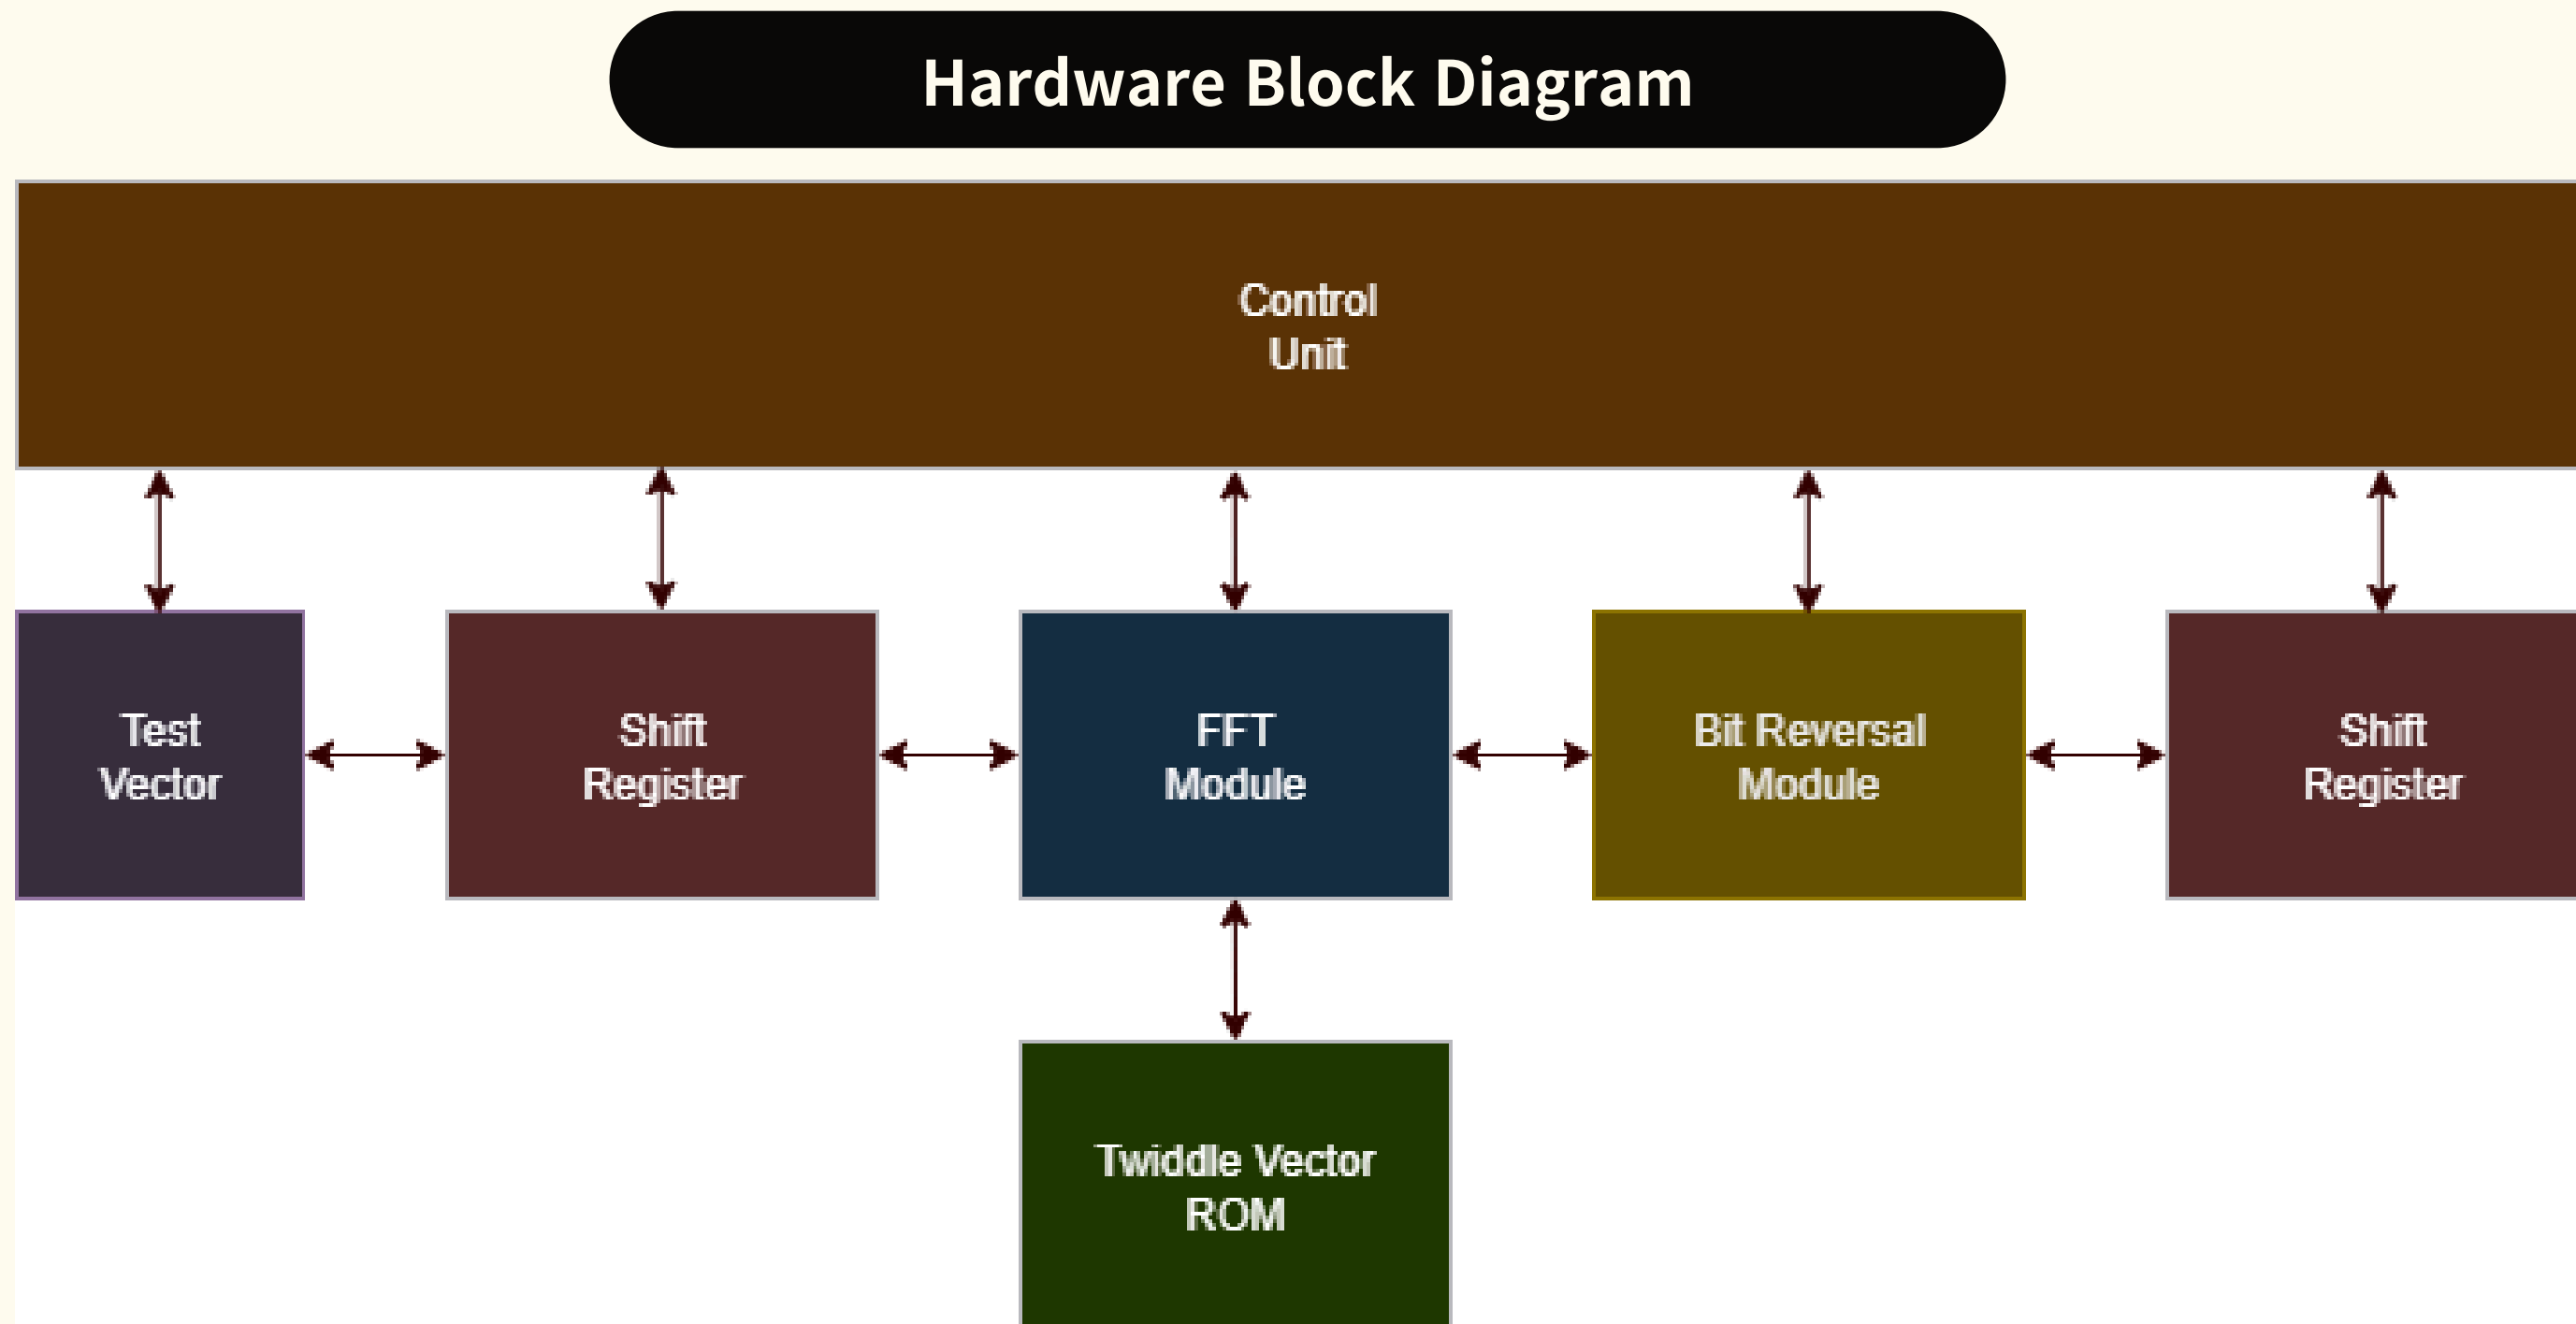 Hardware Block Diagram
Control
Unit
Test
Vector
Shift
Register
FFT
Module
Bit Reversal
Module
Shift
Register
Twiddle Vector
ROM